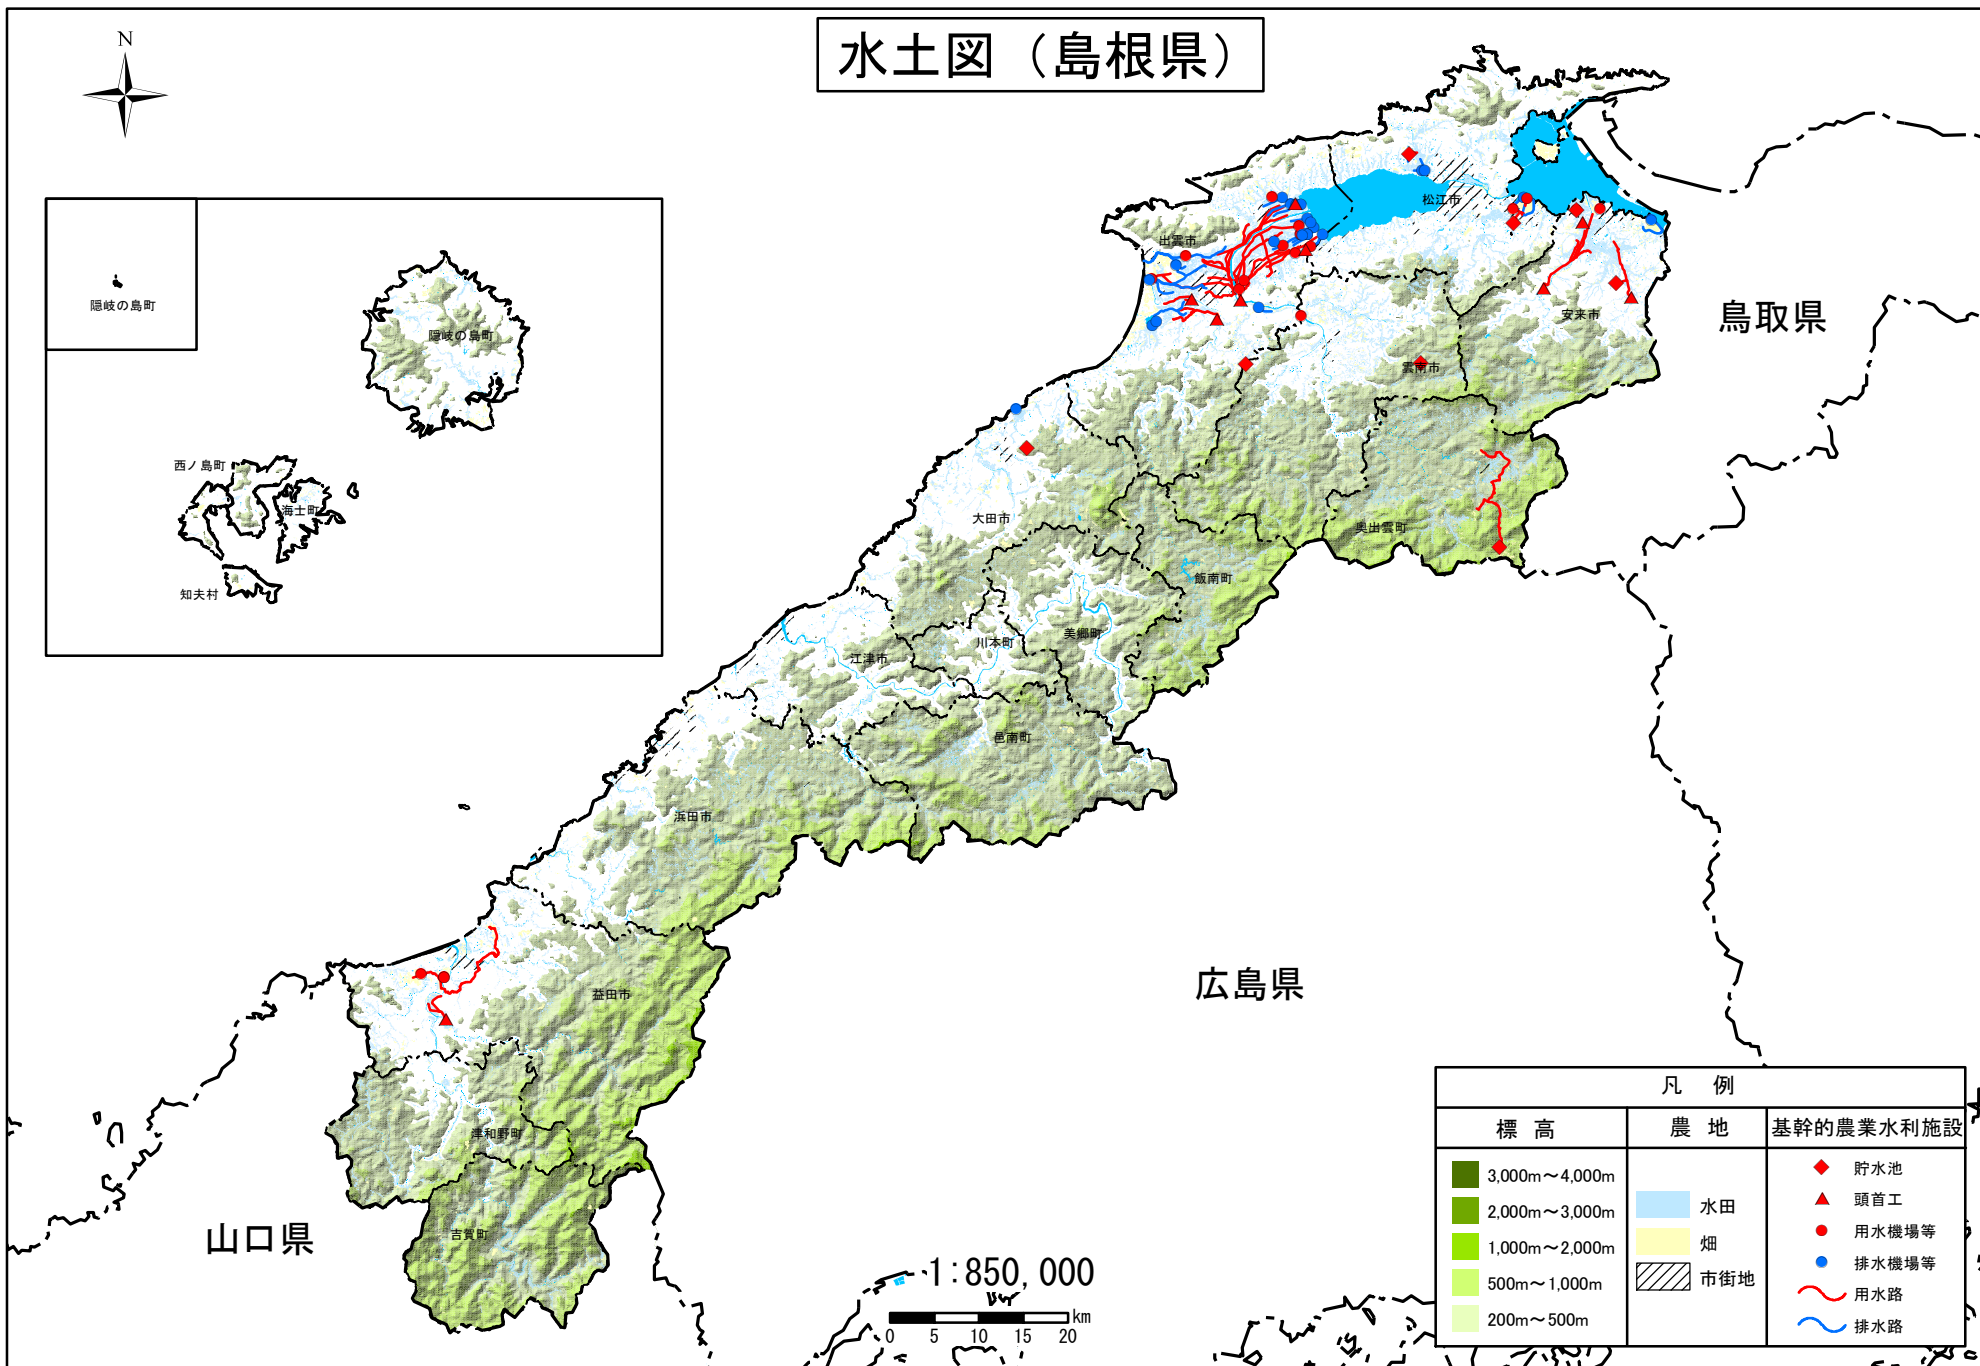 水土図（島根県）
N
隠岐の島町
隠岐の島町
西ノ島町
海士町
知夫村
松江市
出雲市
安来市
雲南市
鳥取県
大田市
奥出雲町
飯南町
川本町
美郷町
江津市
邑南町
浜田市
益田市
広島県
津和野町
吉賀町
山口県
1:850,000
km
0 5 10 15 20
凡 例
標 高
農 地
基幹的農業水利施設
3,000m～4,000m
2,000m～3,000m
1,000m～2,000m
500m～1,000m
200m～500m
水田
畑
市街地
貯水池
頭首工
用水機場等
排水機場等
用水路
排水路